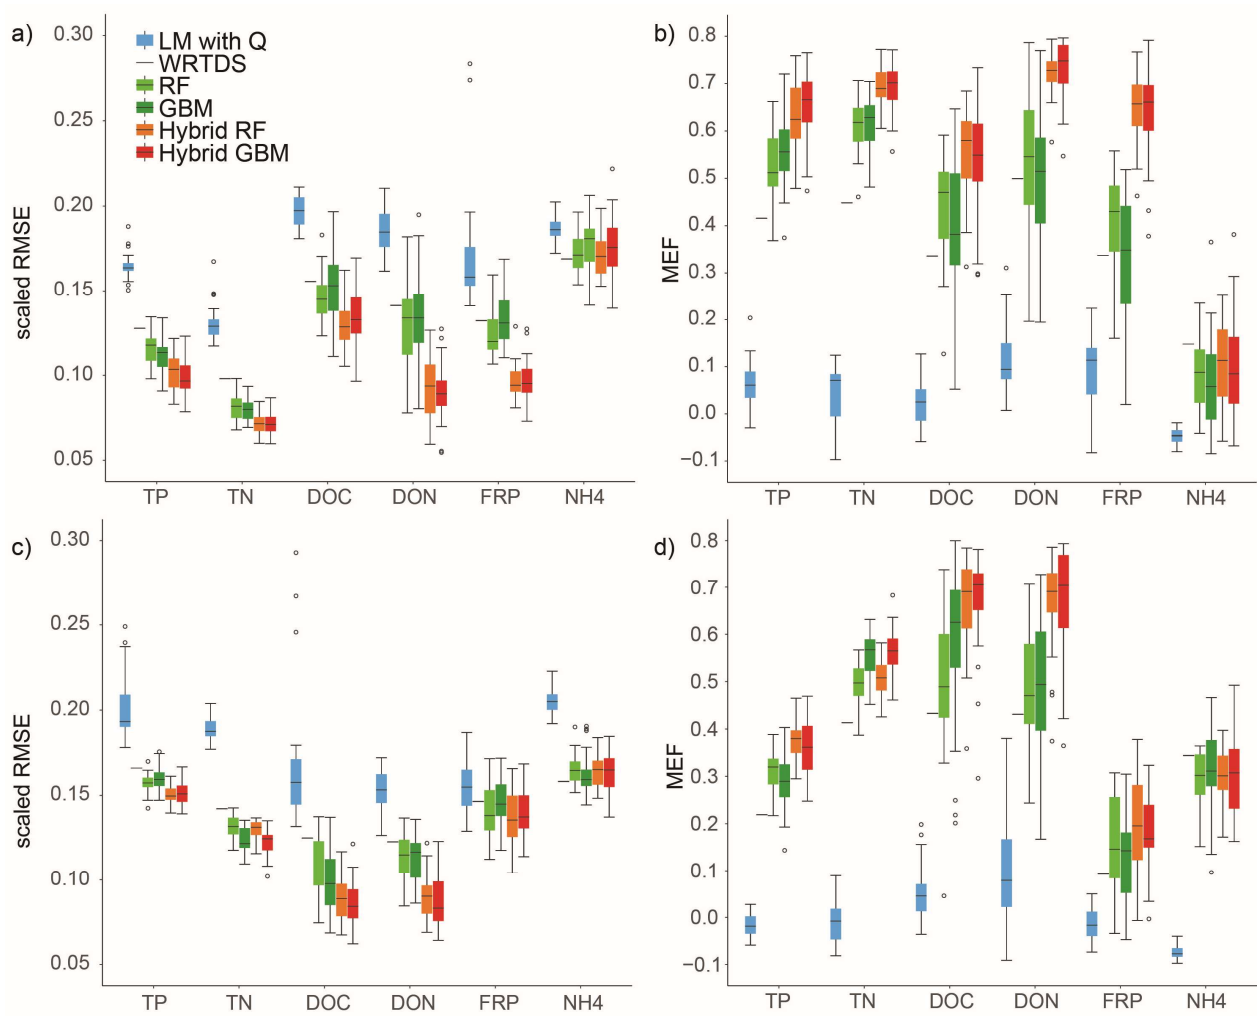 a)
0.30
0.25
0.20
0.15
0.10
0.05
scaled RMSE
LM with Q
WRTDS
RF
GBM
Hybrid RF
Hybrid GBM
TP TN DOC DON FRP NH4
b)
0.8
0.7
0.6
0.5
0.4
0.3
0.2
0.1
0.0
−0.1
MEF
TP TN DOC DON FRP NH4
c)
0.30
0.25
0.20
0.15
0.10
0.05
scaled RMSE
TP TN DOC DON FRP NH4
d)
0.8
0.7
0.6
0.5
0.4
0.3
0.2
0.1
0.0
−0.1
MEF
TP TN DOC DON FRP NH4